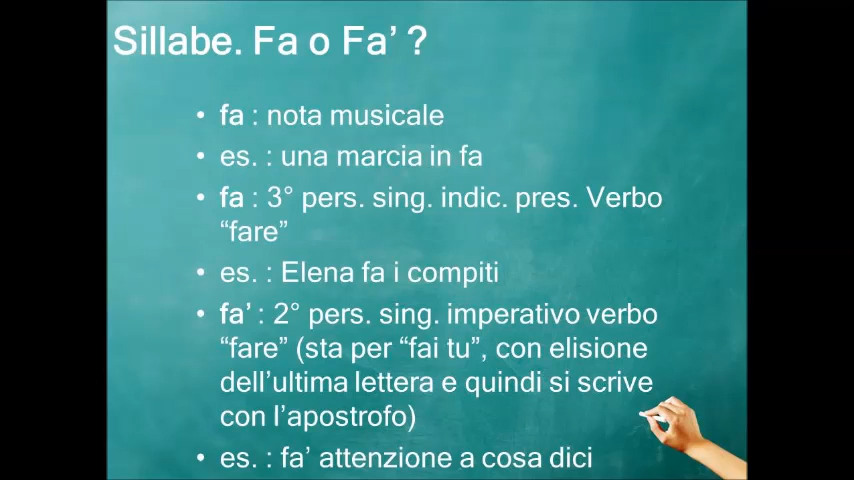 Sillabe. Fa o Fa’ ?
• fa : nota musicale
• es. : una marcia in fa
• fa : 3° pers. sing. indic. pres. Verbo
“fare”
• es. : Elena fa i compiti
• fa’ : 2° pers. sing. imperativo verbo
“fare” (sta per “fai tu”, con elisione
dell’ultima lettera e quindi si scrive
con l’apostrofo)
• es. : fa’ attenzione a cosa dici